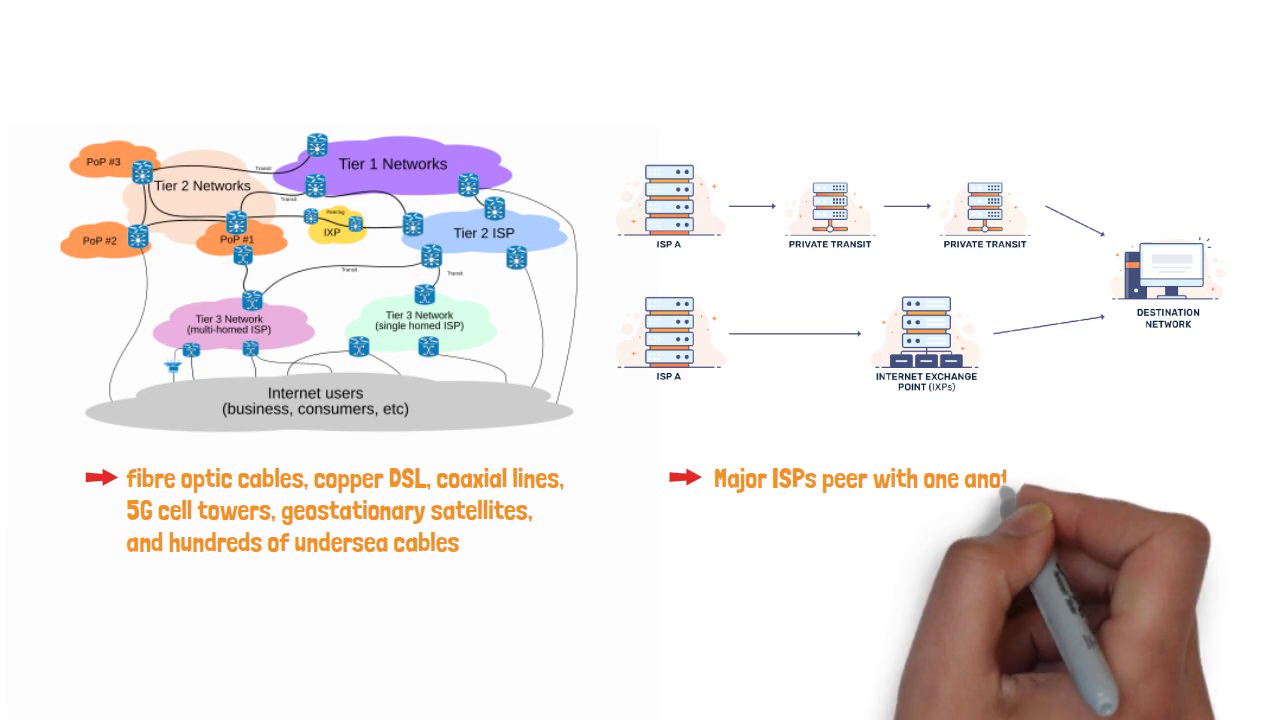 PoP #3
Tier 2 Networks
Transit
Tier 1 Networks
Transit
PoP #2
PoP #1
Peering
IXP
Tier 2 ISP
Transit
Transit
Tier 3 Network
(multi-homed ISP)
Tier 3 Network
(single homed ISP)
Internet users
(business, consumers, etc)
ISP A
PRIVATE TRANSIT
PRIVATE TRANSIT
DESTINATION
NETWORK
ISP A
INTERNET EXCHANGE
POINT (IXPs)
fibre optic cables, copper DSL, coaxial lines,
5G cell towers, geostationary satellites,
and hundreds of undersea cables
Major ISPs peer with one anot